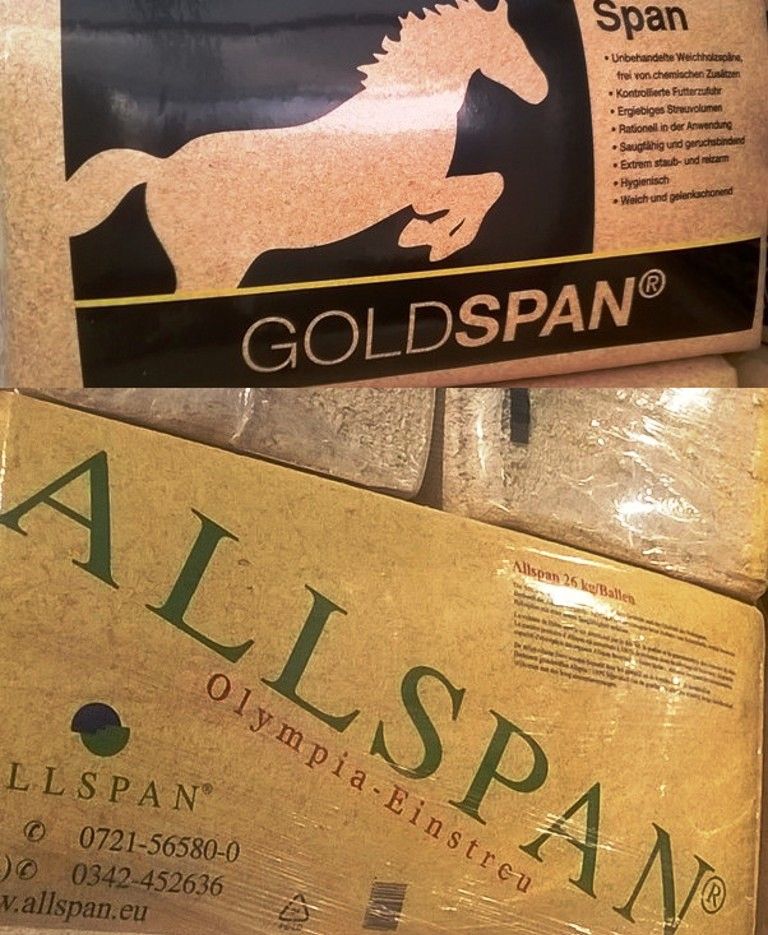 Span
• Unbehandelte Weichholzspäne,
frei von chemischen Zusätzen
• Kontrollierte Futterzufuhr
• Ergiebiges Streuvolumen
• Rationell in der Anwendung
• Saugfähig und geruchsbindend
• Extrem staub- und reizarm
• Hygienisch
• Weich und gelenkschonend
GOLDSPAN®
ALLSPAN®
Olympia-Einstreu
Allspan 26 kg/Ballen
LLSPAN®
✆ 0721-56580-0
)✆ 0342-452636
w.allspan.eu